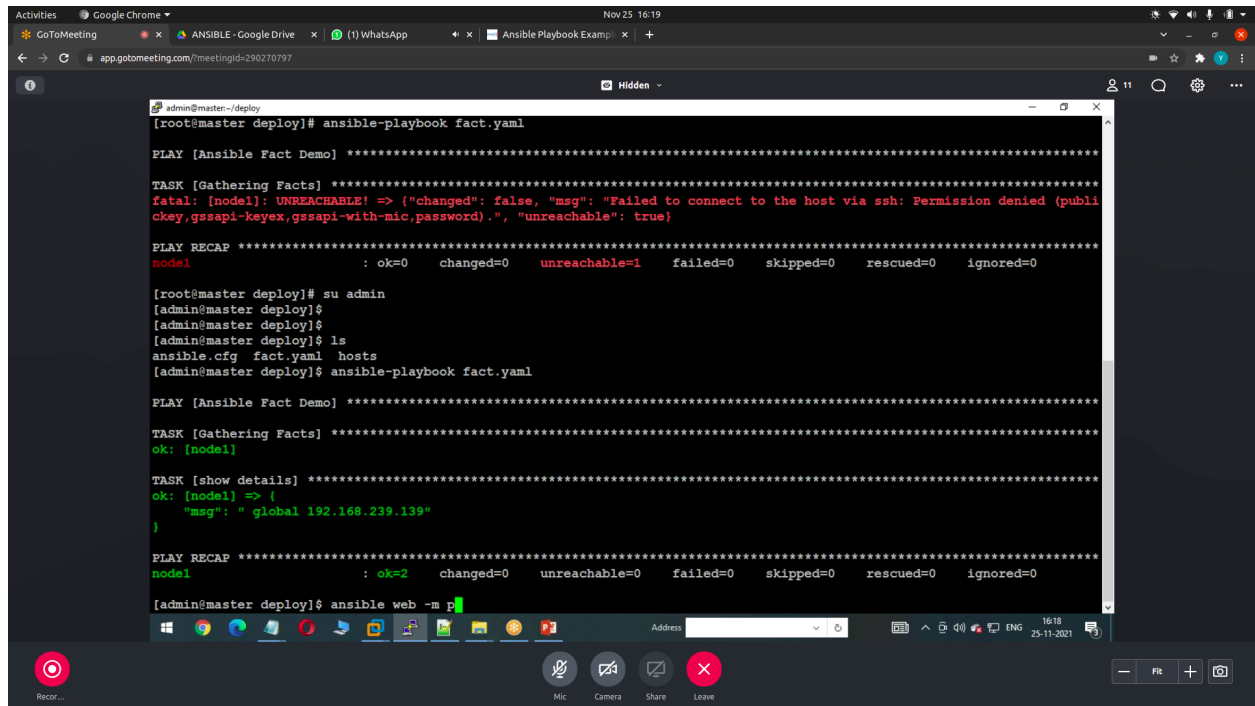 Activities Google Chrome Nov 25 16:19
GoToMeeting ANSIBLE - Google Drive (1) WhatsApp Ansible Playbook Exampl
app.gotomeeting.com/?meetingId=290270797
Hidden 11
admin@master:~/deploy
[root@master deploy]# ansible-playbook fact.yaml
PLAY [Ansible Fact Demo] *************************************************************************************************
TASK [Gathering Facts] ***************************************************************************************************
fatal: [node1]: UNREACHABLE! => {"changed": false, "msg": "Failed to connect to the host via ssh: Permission denied (publi
ckey,gssapi-keyex,gssapi-with-mic,password).", "unreachable": true}
PLAY RECAP ***************************************************************************************************************
node1 : ok=0 changed=0 unreachable=1 failed=0 skipped=0 rescued=0 ignored=0
[root@master deploy]# su admin
[admin@master deploy]$
[admin@master deploy]$
[admin@master deploy]$ ls
ansible.cfg fact.yaml hosts
[admin@master deploy]$ ansible-playbook fact.yaml
PLAY [Ansible Fact Demo] *************************************************************************************************
TASK [Gathering Facts] ***************************************************************************************************
ok: [node1]
TASK [show details] ******************************************************************************************************
ok: [node1] => {
"msg": " global 192.168.239.139"
}
PLAY RECAP ***************************************************************************************************************
node1 : ok=2 changed=0 unreachable=0 failed=0 skipped=0 rescued=0 ignored=0
[admin@master deploy]$ ansible web -m p
Address ENG 16:18
25-11-2021 3
Fit
Recor... Mic Camera Share Leave